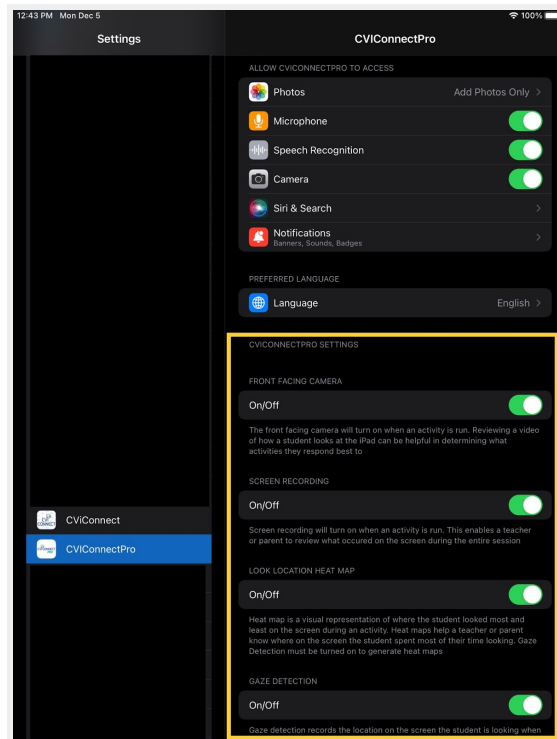 12:43 PM Mon Dec 5
100%
Settings
CVIConnectPro
ALLOW CVICONNECTPRO TO ACCESS
Photos Add Photos Only
Microphone
Speech Recognition
Camera
Siri & Search
Notifications
Banners, Sounds, Badges
PREFERRED LANGUAGE
Language English
CVICONNECTPRO SETTINGS
FRONT FACING CAMERA
On/Off
The front facing camera will turn on when an activity is run. Reviewing a video
of how a student looks at the iPad can be helpful in determining what
activities they respond best to
SCREEN RECORDING
On/Off
Screen recording will turn on when an activity is run. This enables a teacher
or parent to review what occured on the screen during the entire session
LOOK LOCATION HEAT MAP
On/Off
Heat map is a visual representation of where the student looked most and
least on the screen during an activity. Heat maps help a teacher or parent
know where on the screen the student spent most of their time looking. Gaze
Detection must be turned on to generate heat maps
GAZE DETECTION
On/Off
Gaze detection records the location on the screen the student is looking when
CViConnect
CVIConnectPro